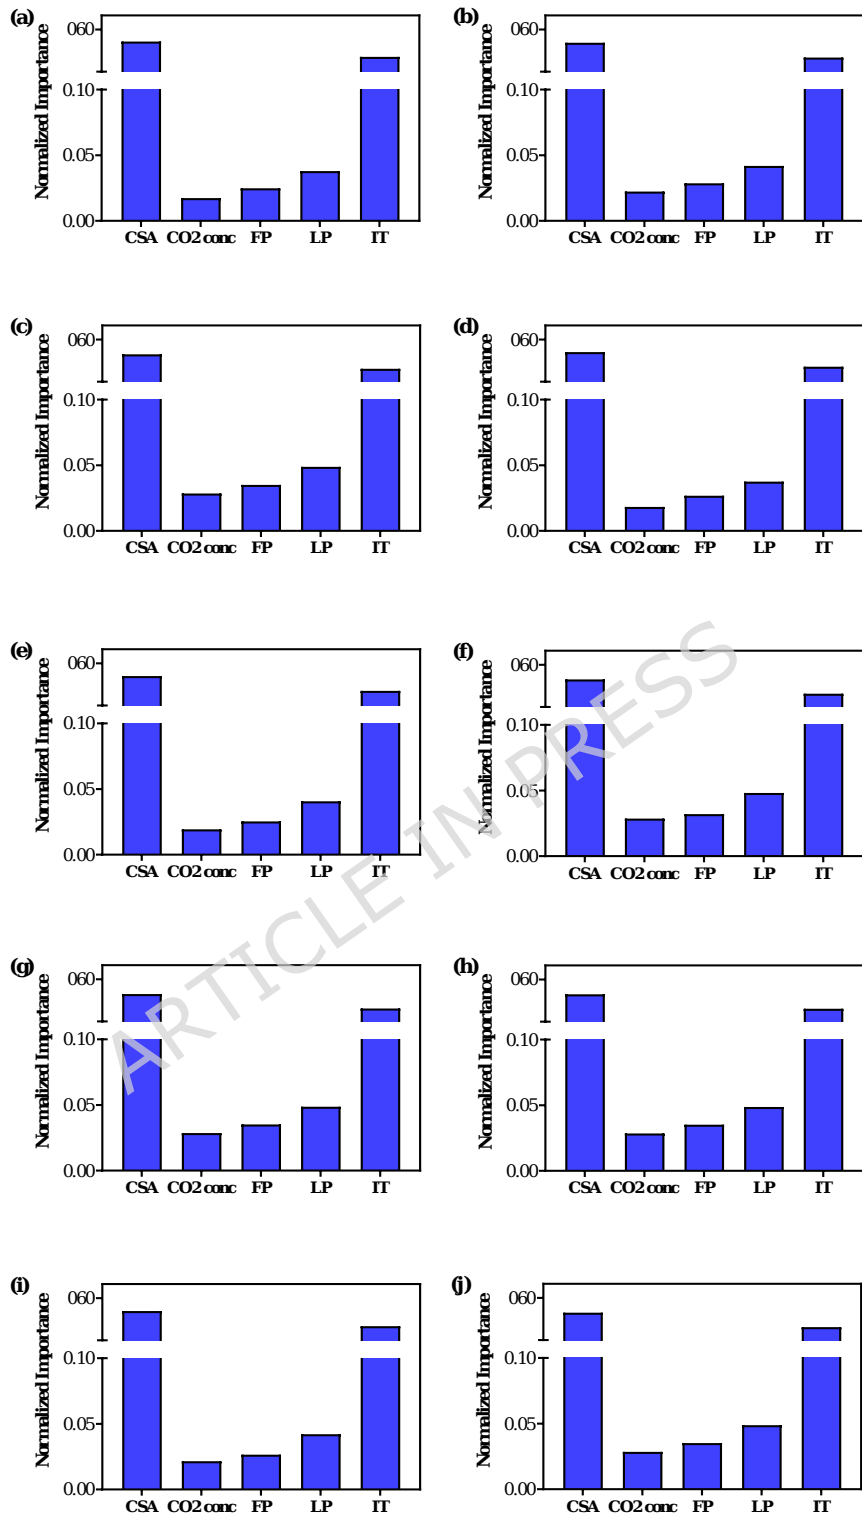 (a)
Normalized Importance
060
0.10
0.05
0.00
CSA CO2 conc FP LP IT
(b)
Normalized Importance
060
0.10
0.05
0.00
CSA CO2 conc FP LP IT
(c)
Normalized Importance
060
0.10
0.05
0.00
CSA CO2 conc FP LP IT
(d)
Normalized Importance
060
0.10
0.05
0.00
CSA CO2 conc FP LP IT
(e)
Normalized Importance
060
0.10
0.05
0.00
CSA CO2 conc FP LP IT
(f)
Normalized Importance
060
0.10
0.05
0.00
CSA CO2 conc FP LP IT
ARTICLE IN PRESS
(g)
Normalized Importance
060
0.10
0.05
0.00
CSA CO2 conc FP LP IT
(h)
Normalized Importance
060
0.10
0.05
0.00
CSA CO2 conc FP LP IT
(i)
Normalized Importance
060
0.10
0.05
0.00
CSA CO2 conc FP LP IT
(j)
Normalized Importance
060
0.10
0.05
0.00
CSA CO2 conc FP LP IT